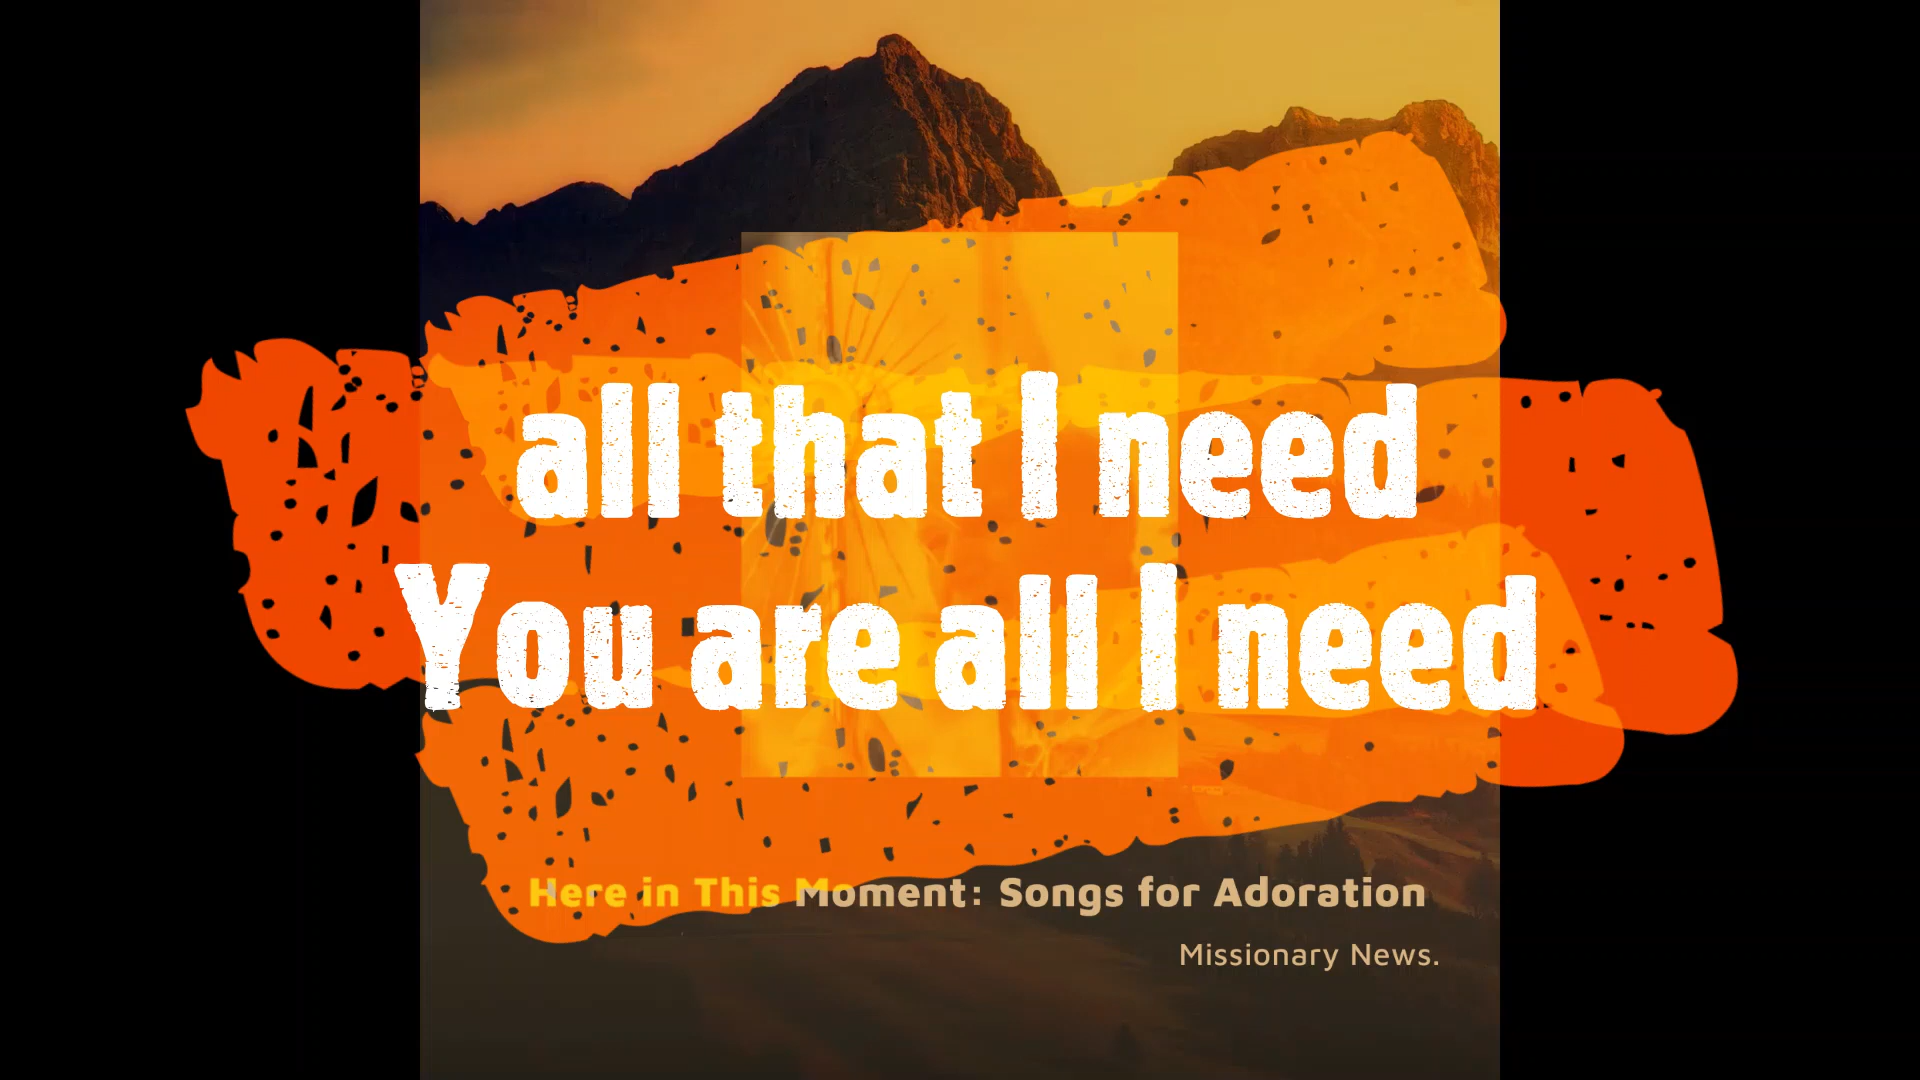 all that I need
You are all I need
Here in This Moment: Songs for Adoration
Missionary News.